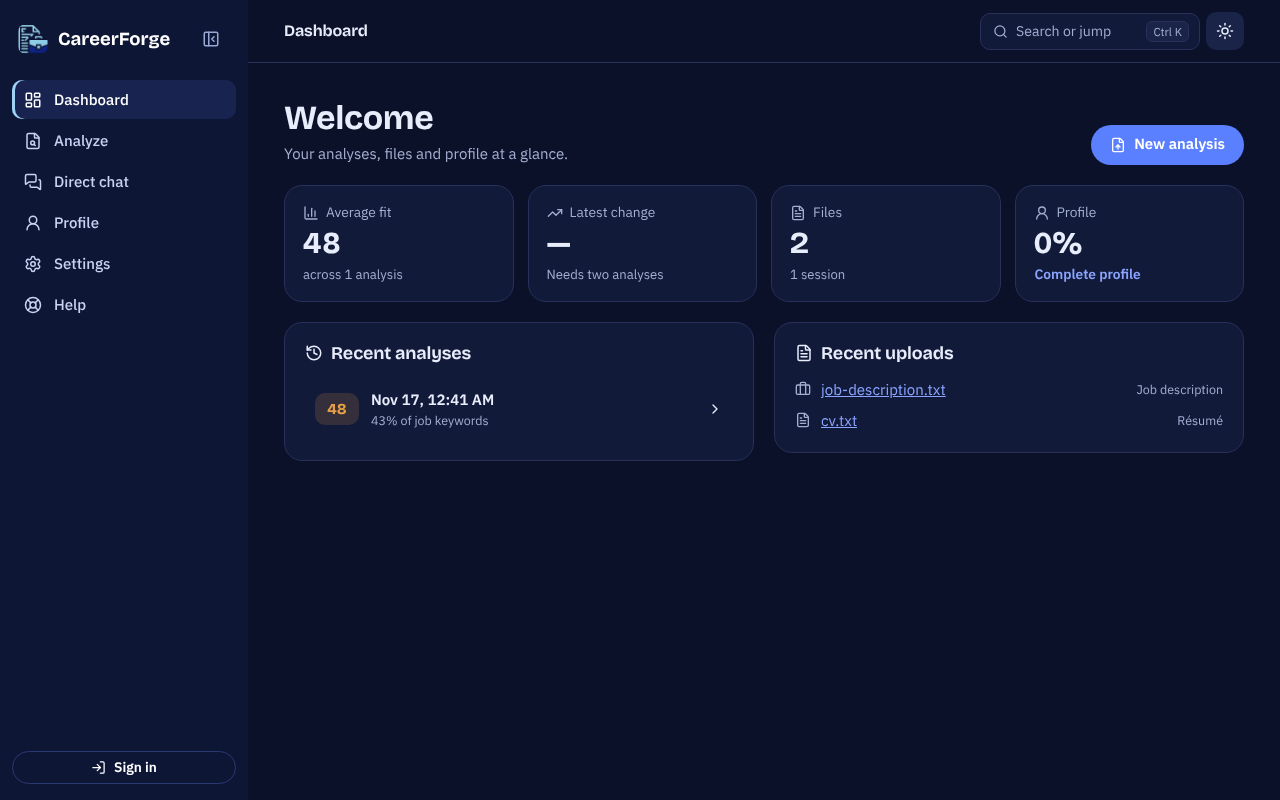 CareerForge
Dashboard
Analyze
Direct chat
Profile
Settings
Help
Sign in
Dashboard
Search or jump Ctrl K
Welcome
Your analyses, files and profile at a glance.
New analysis
Average fit
48
across 1 analysis
Latest change
—
Needs two analyses
Files
2
1 session
Profile
0%
Complete profile
Recent analyses
48
Nov 17, 12:41 AM
43% of job keywords
Recent uploads
job-description.txt Job description
cv.txt Résumé